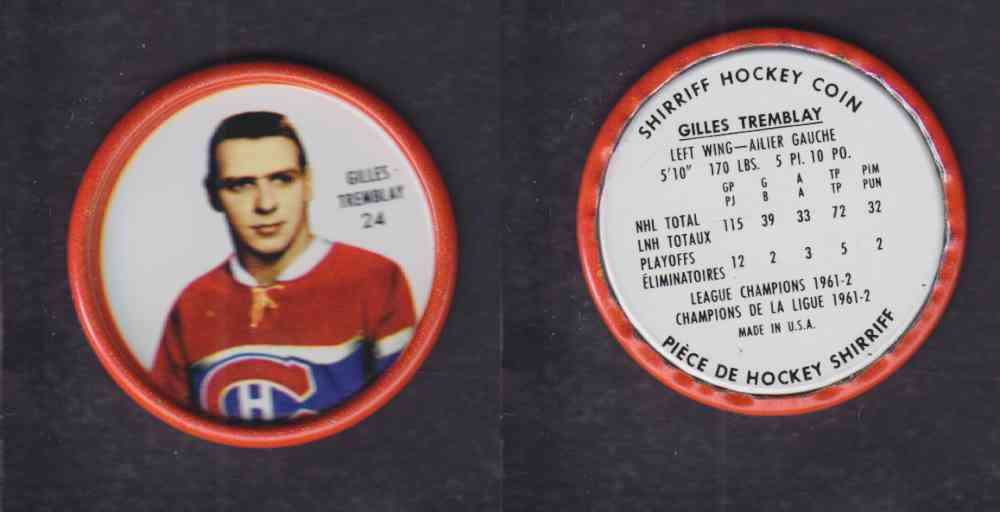 GILLES
TREMBLAY
24
CH
SHIRRIFF HOCKEY COIN
GILLES TREMBLAY
LEFT WING—AILIER GAUCHE
5'10" 170 LBS. 5 PI. 10 PO.
GP G A TP PIM
PJ B A TP PUN
NHL TOTAL 115 39 33 72 32
LNH TOTAUX
PLAYOFFS 12 2 3 5 2
ÉLIMINATOIRES
LEAGUE CHAMPIONS 1961-2
CHAMPIONS DE LA LIGUE 1961-2
MADE IN U.S.A.
PIÈCE DE HOCKEY SHIRRIFF